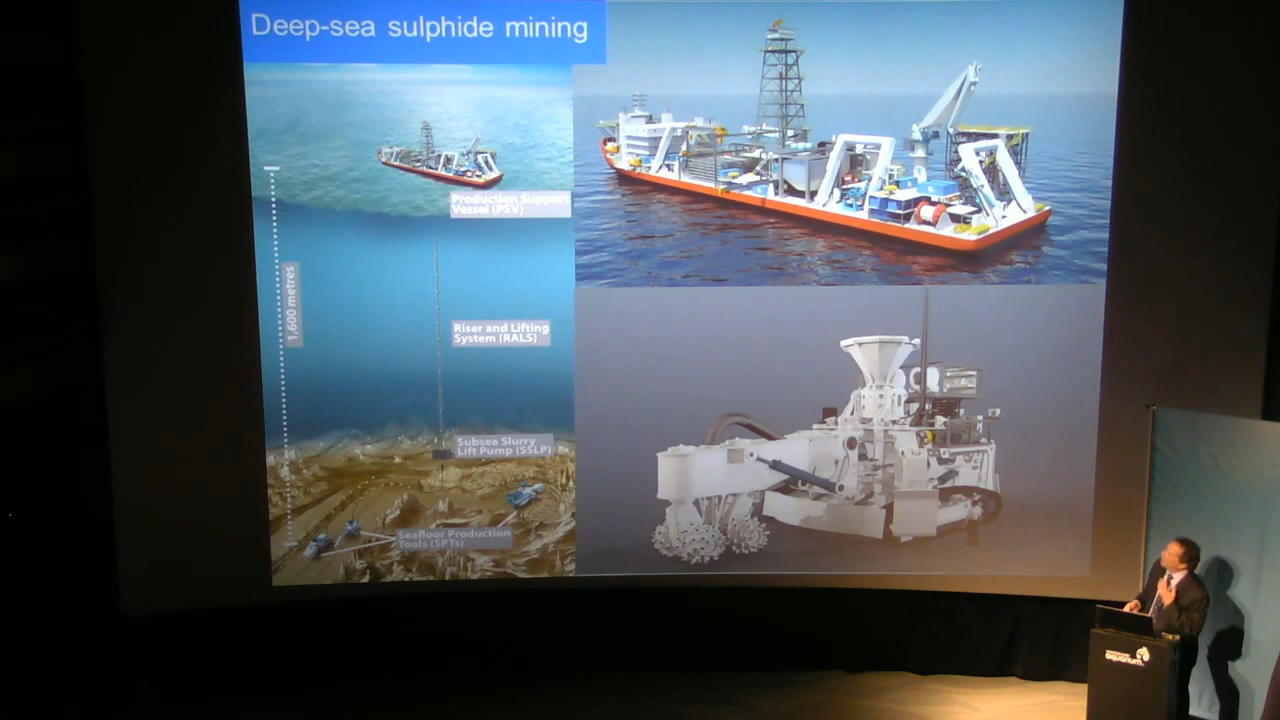 Deep-sea sulphide mining
Production Support
Vessel (PSV)
1,600 metres
Riser and Lifting
System (RALS)
Subsea Slurry
Lift Pump (SSLP)
Seafloor Production
Tools (SPTs)
aquarium